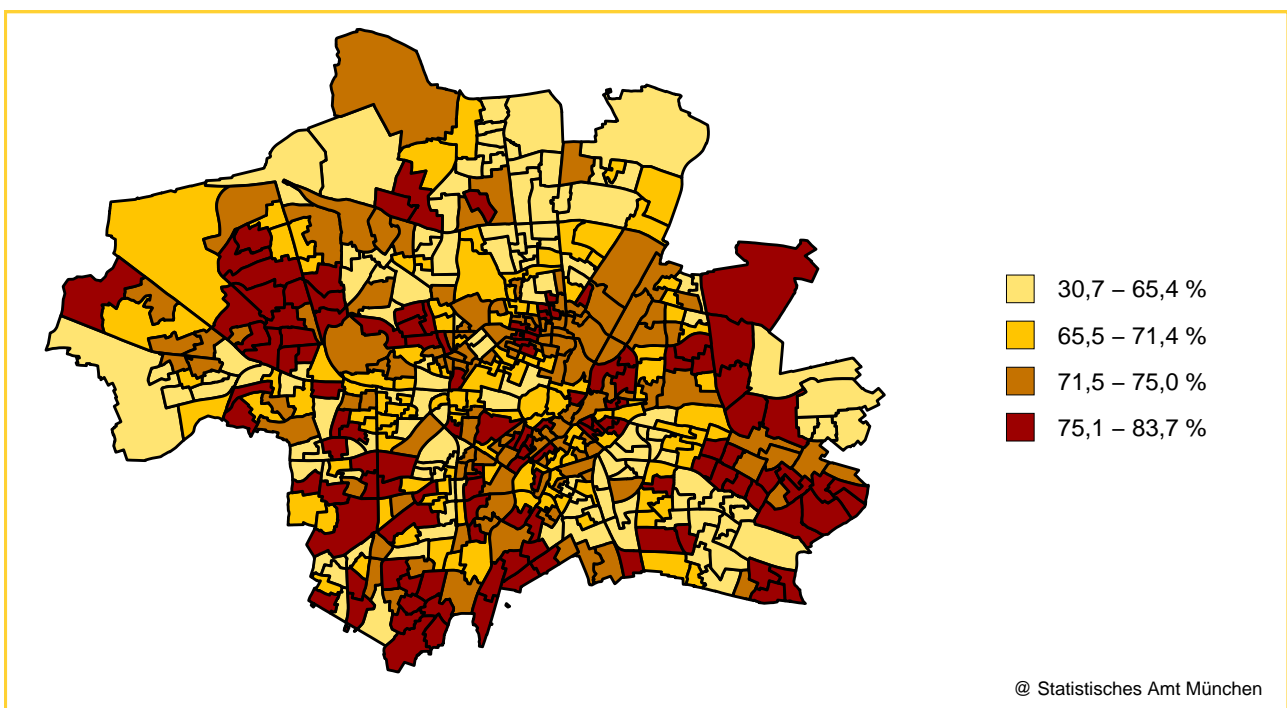 30,7 – 65,4 %
65,5 – 71,4 %
71,5 – 75,0 %
75,1 – 83,7 %
@ Statistisches Amt München